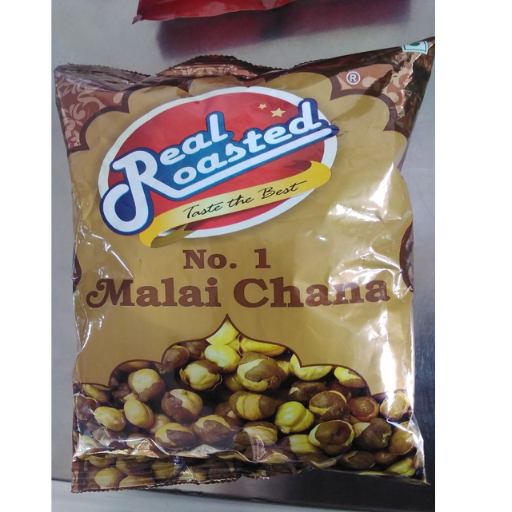 ®
Real
Roasted
Taste the Best
No. 1
Malai Chana